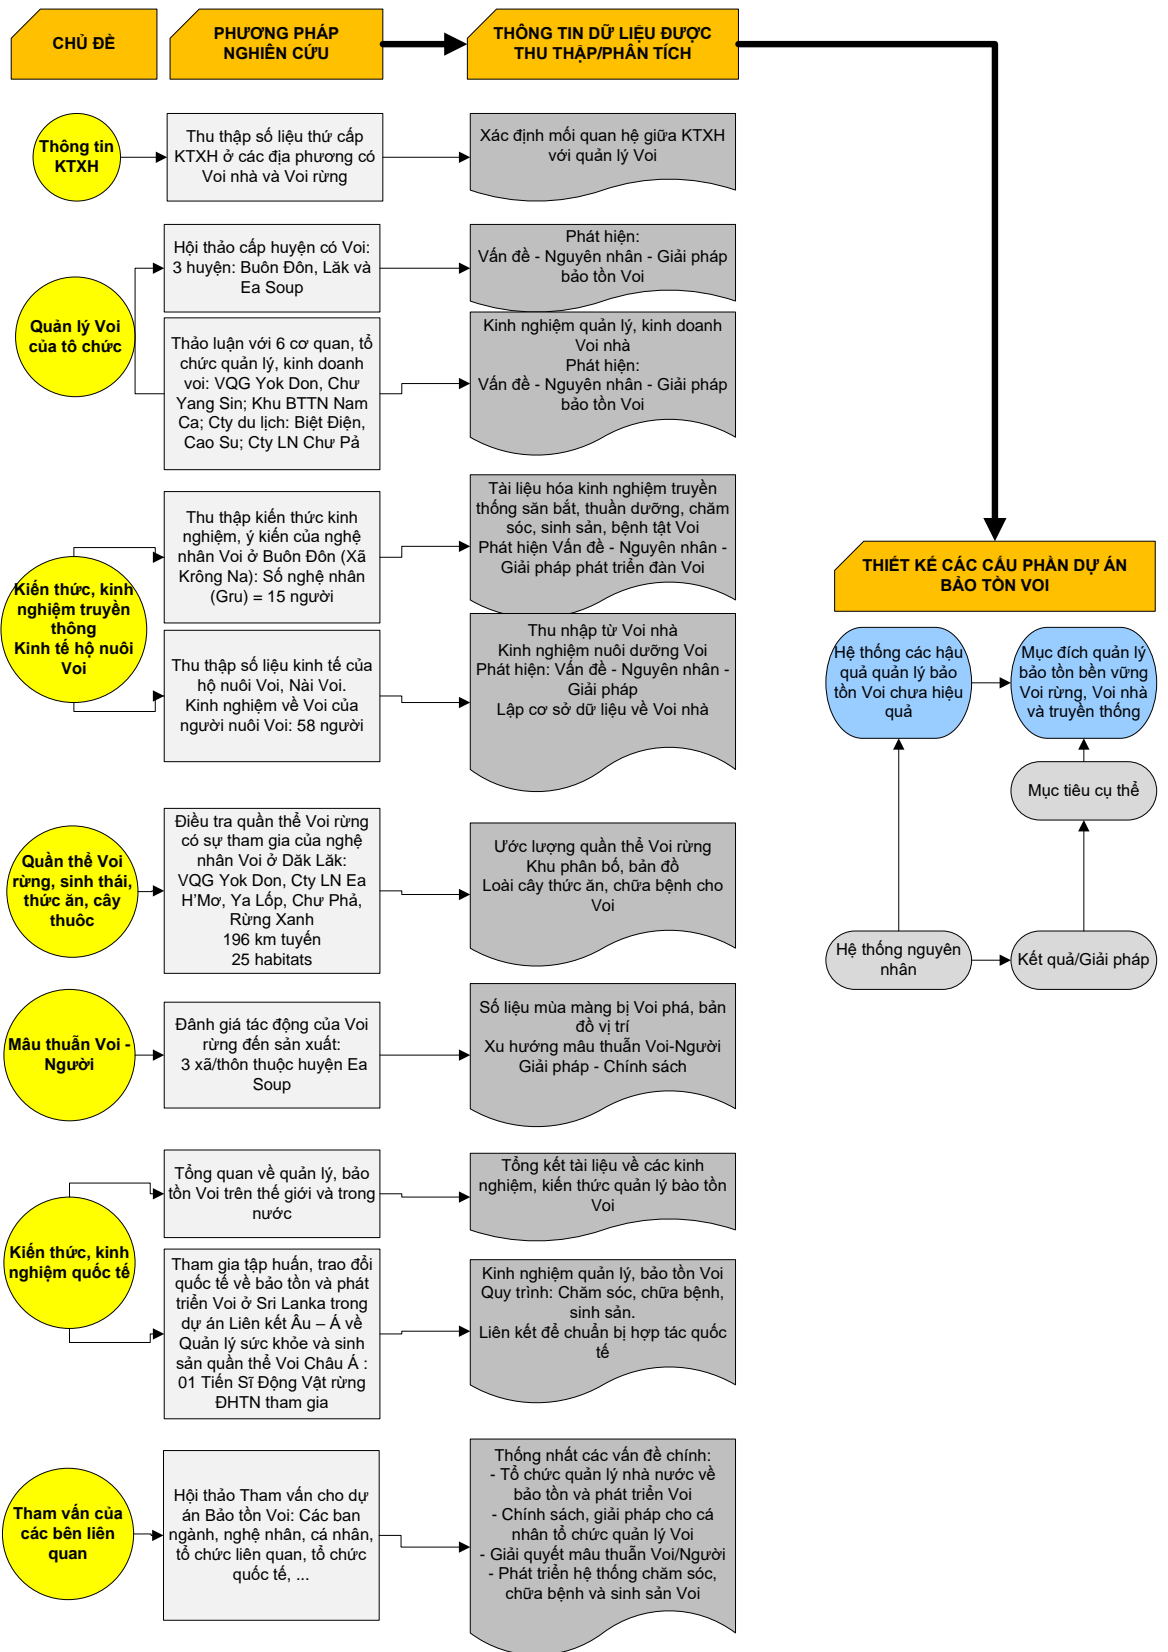 CHỦ ĐỀ
PHƯƠNG PHÁP
NGHIÊN CỨU
THÔNG TIN DỮ LIỆU ĐƯỢC
THU THẬP/PHÂN TÍCH
Thông tin
KTXH
Thu thập số liệu thứ cấp
KTXH ở các địa phương có
Voi nhà và Voi rừng
Xác định mối quan hệ giữa KTXH
với quản lý Voi
Quản lý Voi
của tô chức
Hội thảo cấp huyện có Voi:
3 huyện: Buôn Đôn, Lăk và
Ea Soup
Phát hiện:
Vấn đề - Nguyên nhân - Giải pháp
bảo tồn Voi
Thảo luận với 6 cơ quan, tổ
chức quản lý, kinh doanh
voi: VQG Yok Don, Chư
Yang Sin; Khu BTTN Nam
Ca; Cty du lịch: Biệt Điện,
Cao Su; Cty LN Chư Pả
Kinh nghiệm quản lý, kinh doanh
Voi nhà
Phát hiện:
Vấn đề - Nguyên nhân - Giải pháp
bảo tồn Voi
Kiến thức, kinh
nghiệm truyền
thông
Kinh tế hộ nuôi
Voi
Thu thập kiến thức kinh
nghiệm, ý kiến của nghệ
nhân Voi ở Buôn Đôn (Xã
Krông Na): Số nghệ nhân
(Gru) = 15 người
Tài liệu hóa kinh nghiệm truyền
thống săn bắt, thuần dưỡng, chăm
sóc, sinh sản, bệnh tật Voi
Phát hiện Vấn đề - Nguyên nhân -
Giải pháp phát triển đàn Voi
Thu thập số liệu kinh tế của
hộ nuôi Voi, Nài Voi.
Kinh nghiệm về Voi của
người nuôi Voi: 58 người
Thu nhập từ Voi nhà
Kinh nghiệm nuôi dưỡng Voi
Phát hiện: Vấn đề - Nguyên nhân -
Giải pháp
Lập cơ sở dữ liệu về Voi nhà
Quần thể Voi
rừng, sinh thái,
thức ăn, cây
thuôc
Điều tra quần thể Voi rừng
có sự tham gia của nghệ
nhân Voi ở Dăk Lăk:
VQG Yok Don, Cty LN Ea
H'Mơ, Ya Lốp, Chư Phả,
Rừng Xanh
196 km tuyến
25 habitats
Ước lượng quần thể Voi rừng
Khu phân bố, bản đồ
Loài cây thức ăn, chữa bệnh cho
Voi
Mâu thuẫn Voi -
Người
Đánh giá tác động của Voi
rừng đến sản xuất:
3 xã/thôn thuộc huyện Ea
Soup
Số liệu mùa màng bị Voi phá, bản
đồ vị trí
Xu hướng mâu thuẫn Voi-Người
Giải pháp - Chính sách
Kiến thức, kinh
nghiệm quốc tế
Tổng quan về quản lý, bảo
tồn Voi trên thế giới và trong
nước
Tổng kết tài liệu về các kinh
nghiệm, kiến thức quản lý bào tồn
Voi
Tham gia tập huấn, trao đổi
quốc tế về bảo tồn và phát
triển Voi ở Sri Lanka trong
dự án Liên kết Âu – Á về
Quản lý sức khỏe và sinh
sản quần thể Voi Châu Á :
01 Tiến Sĩ Động Vật rừng
ĐHTN tham gia
Kinh nghiệm quản lý, bảo tồn Voi
Quy trình: Chăm sóc, chữa bệnh,
sinh sản.
Liên kết để chuẩn bị hợp tác quốc
tế
Tham vấn của
các bên liên
quan
Hội thảo Tham vấn cho dự
án Bảo tồn Voi: Các ban
ngành, nghệ nhân, cá nhân,
tổ chức liên quan, tổ chức
quốc tế, ...
Thống nhất các vấn đề chính:
- Tổ chức quản lý nhà nước về
bảo tồn và phát triển Voi
- Chính sách, giải pháp cho cá
nhân tổ chức quản lý Voi
- Giải quyết mâu thuẫn Voi/Người
- Phát triển hệ thống chăm sóc,
chữa bệnh và sinh sản Voi
THIẾT KẾ CÁC CẤU PHẦN DỰ ÁN
BẢO TỒN VOI
Hệ thống các hậu
quả quản lý bảo
tồn Voi chưa hiệu
quả
Mục đích quản lý
bảo tồn bền vững
Voi rừng, Voi nhà
và truyền thống
Mục tiêu cụ thể
Hệ thống nguyên
nhân
Kết quả/Giải pháp